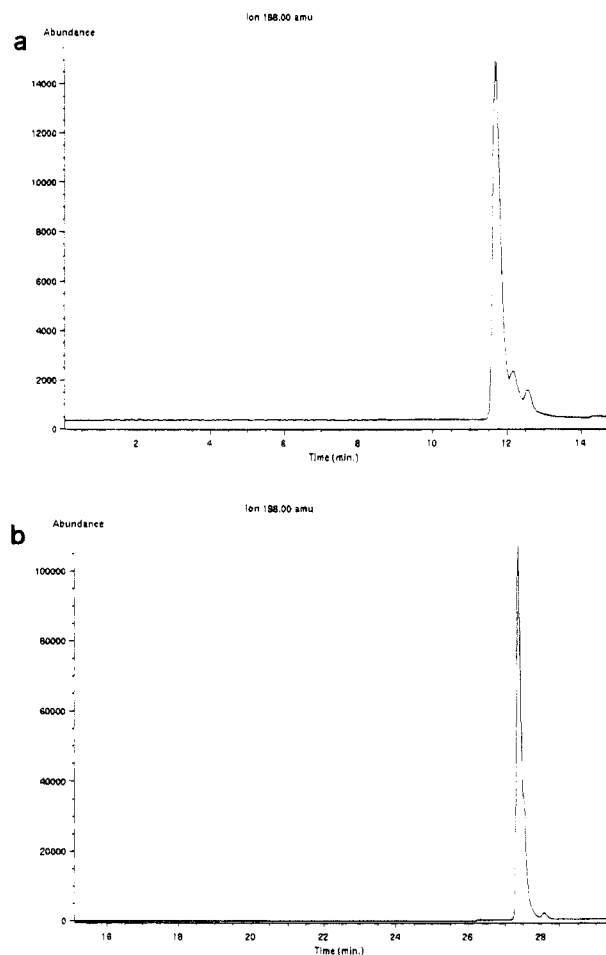 Ion 198.00 amu
a
Abundance
14000
12000
10000
8000
6000
4000
2000
0
2 4 6 8 10 12 14
Time (min.)
Ion 198.00 amu
b
Abundance
100000
80000
60000
40000
20000
0
16 18 20 22 24 26 28
Time (min.)